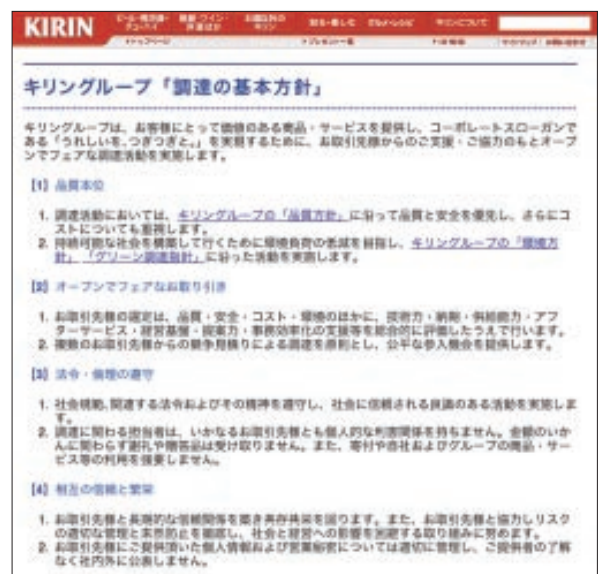 KIRIN
キリングループ「調達の基本方針」
キリングループは、お客様にとって価値のある商品・サービスを提供し、コーポレートスローガンで
ある「うれしいを、つぎつぎと。」を実現するために、お取引先様からのご支援・ご協力のもとオープ
ンでフェアな調達活動を実施します。
[1] 品質本位
1. 調達活動においては、キリングループの「品質方針」に沿って品質と安全を優先し、さらにコ
ストについても重視します。
2. 持続可能な社会を構築して行くために環境負荷の低減を目指し、キリングループの「環境方
針」「グリーン調達指針」に沿った活動を実施します。
[2] オープンでフェアなお取り引き
1. お取引先様の選定は、品質・安全・コスト・環境のほかに、技術力・納期・供給能力・アフ
ターサービス・経営基盤・提案力・事務効率化の支援等を総合的に評価したうえで行います。
2. 複数のお取引先様からの競争見積りによる調達を原則とし、公平な参入機会を提供します。
[3] 法令・倫理の遵守
1. 社会規範、関連する法令およびその精神を遵守し、社会に信頼される良識のある活動を実施しま
す。
2. 調達に関わる担当者は、いかなるお取引先様とも個人的な利害関係を持ちません。金額のいか
んに関わらず謝礼や贈答品は受け取りません。また、寄付や自社およびグループの商品・サー
ビス等の利用を強要しません。
[4] 相互の信頼と繁栄
1. お取引先様と長期的な信頼関係を築き共存共栄を図ります。また、お取引先様と協力しリスク
の適切な管理と未然防止を徹底し、社会と経営への影響を回避する取り組みに努めます。
2. お取引先様にご提供頂いた個人情報および営業秘密については適切に管理し、ご提供者の了解
なく社内外に公表しません。